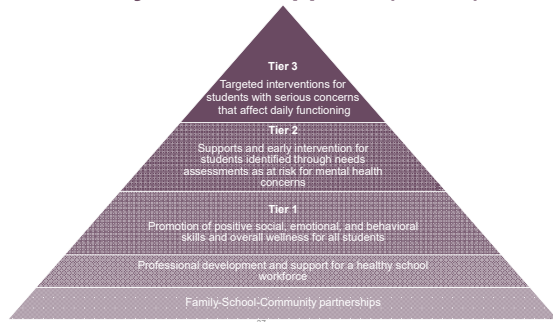 Tier 3
Targeted interventions for
students with serious concerns
that affect daily functioning
Tier 2
Supports and early intervention for
students identified through needs
assessments as at risk for mental health
concerns
Tier 1
Promotion of positive social, emotional, and behavioral
skills and overall wellness for all students
Professional development and support for a healthy school
workforce
Family-School-Community partnerships